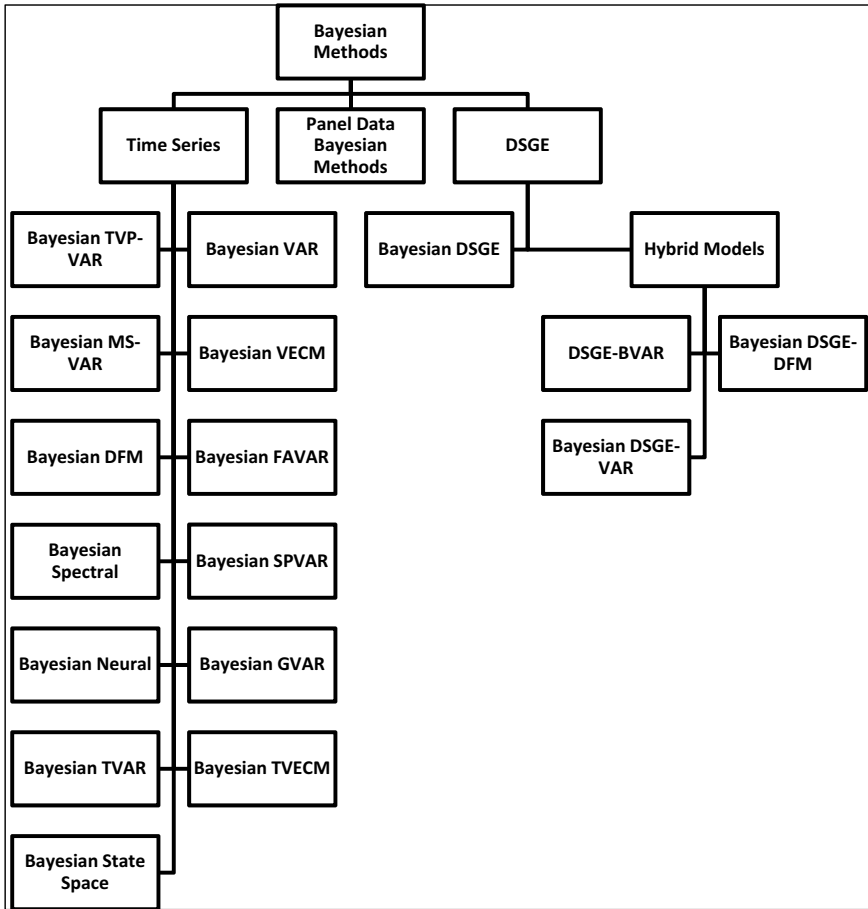 Bayesian
Methods
Time Series
Panel Data
Bayesian
Methods
DSGE
Bayesian TVP-
VAR
Bayesian VAR
Bayesian DSGE
Hybrid Models
Bayesian MS-
VAR
Bayesian VECM
DSGE-BVAR
Bayesian DSGE-
DFM
Bayesian DFM
Bayesian FAVAR
Bayesian DSGE-
VAR
Bayesian
Spectral
Bayesian SPVAR
Bayesian Neural
Bayesian GVAR
Bayesian TVAR
Bayesian TVECM
Bayesian State
Space